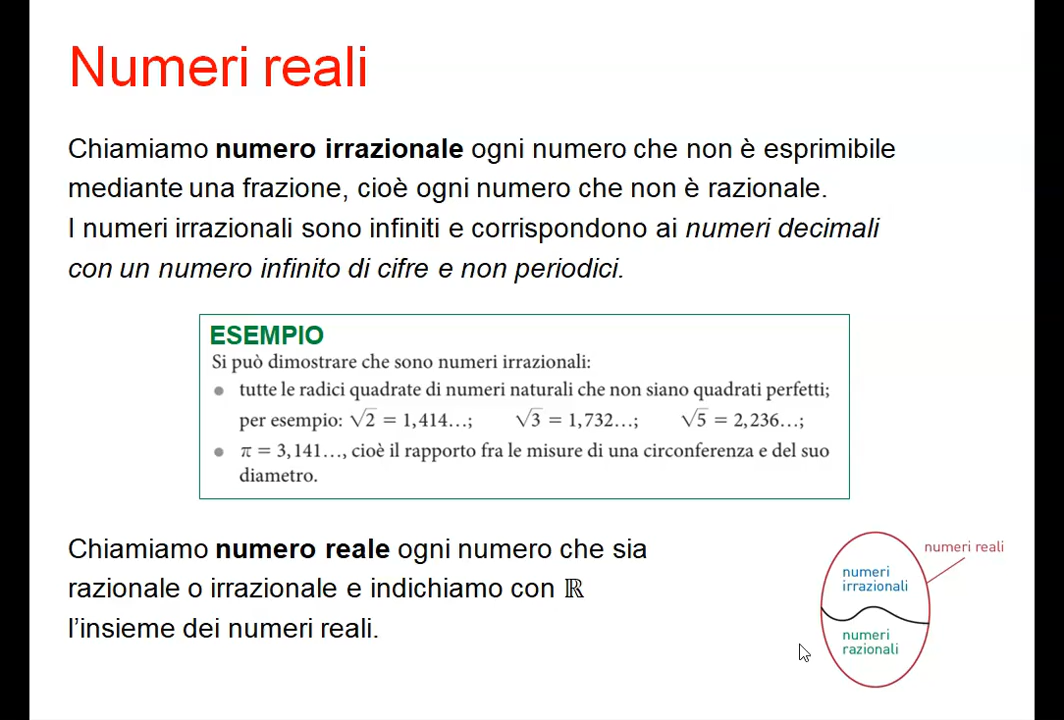 Numeri reali
Chiamiamo numero irrazionale ogni numero che non è esprimibile
mediante una frazione, cioè ogni numero che non è razionale.
I numeri irrazionali sono infiniti e corrispondono ai numeri decimali
con un numero infinito di cifre e non periodici.
ESEMPIO
Si può dimostrare che sono numeri irrazionali:
● tutte le radici quadrate di numeri naturali che non siano quadrati perfetti;
per esempio: √2 = 1,414…; √3 = 1,732…; √5 = 2,236…;
● π = 3,141…, cioè il rapporto fra le misure di una circonferenza e del suo
diametro.
Chiamiamo numero reale ogni numero che sia
razionale o irrazionale e indichiamo con ℝ
l’insieme dei numeri reali.
numeri reali
numeri
irrazionali
numeri
razionali